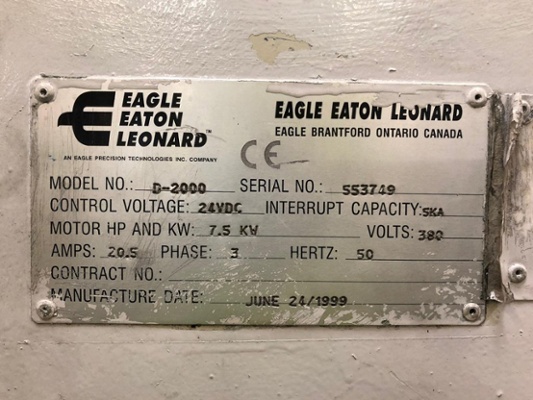 EAGLE
EATON
LEONARD™
AN EAGLE PRECISION TECHNOLOGIES INC. COMPANY
EAGLE EATON LEONARD
EAGLE BRANTFORD ONTARIO CANADA
CE
MODEL NO.: D-2000 SERIAL NO.: 553749
CONTROL VOLTAGE: 24VDC INTERRUPT CAPACITY: 5KA
MOTOR HP AND KW: 7.5 KW VOLTS: 380
AMPS: 20.5 PHASE: 3 HERTZ: 50
CONTRACT NO.:
MANUFACTURE DATE: JUNE 24/1999